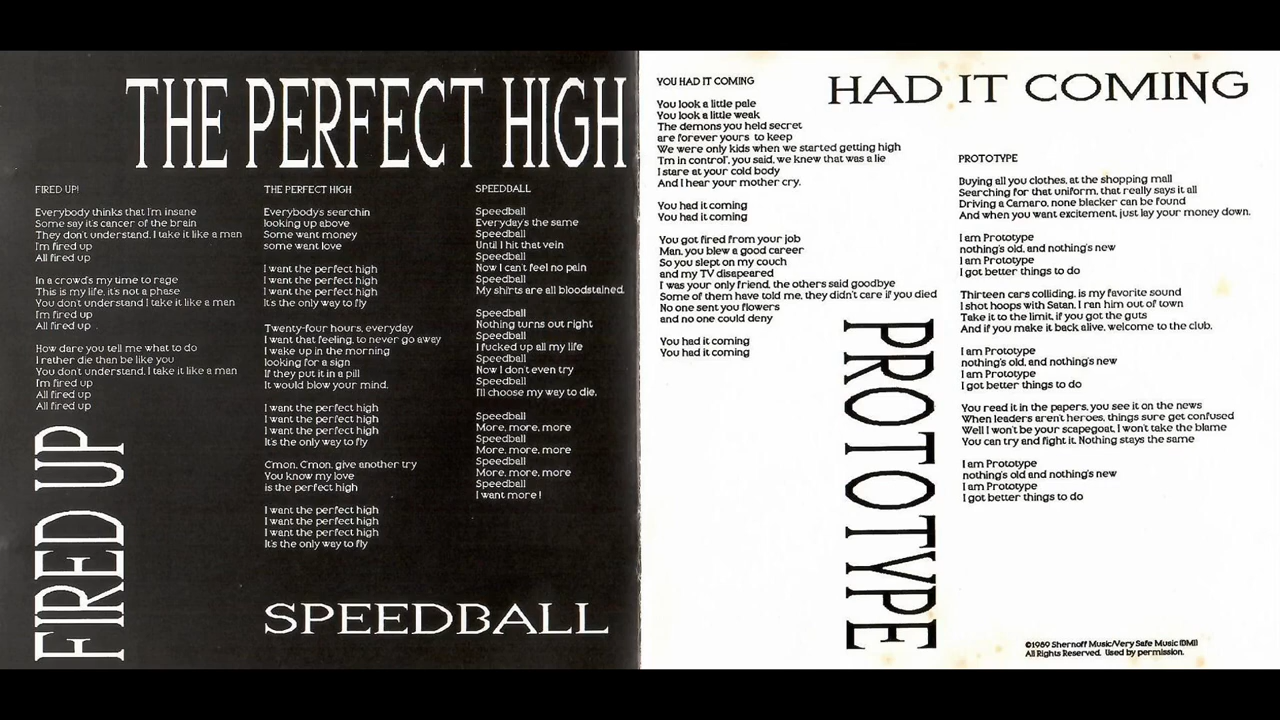 THE PERFECT HIGH
FIRED UP!
Everybody thinks that I'm insane
Some say it's cancer of the brain
They don't understand, I take it like a man
I'm fired up
All fired up
In a crowd's my time to rage
This is my life, it's not a phase
You don't understand I take it like a man
I'm fired up
All fired up
How dare you tell me what to do
I rather die than be like you
You don't understand, I take it like a man
I'm fired up
All fired up
All fired up
FIRED UP
THE PERFECT HIGH
Everybody's searchin
looking up above
Some want money
some want love
I want the perfect high
I want the perfect high
I want the perfect high
It's the only way to fly
Twenty-four hours, everyday
I want that feeling, to never go away
I wake up in the morning
looking for a sign
If they put it in a pill
It would blow your mind.
I want the perfect high
I want the perfect high
I want the perfect high
It's the only way to fly
Cmon, Cmon, give another try
You know my love
is the perfect high
I want the perfect high
I want the perfect high
I want the perfect high
It's the only way to fly
SPEEDBALL
Speedball
Everyday's the same
Speedball
Until I hit that vein
Speedball
Now I can't feel no pain
Speedball
My shirts are all bloodstained.
Speedball
Nothing turns out right
Speedball
I fucked up all my life
Speedball
Now I don't even try
Speedball
I'll choose my way to die.
Speedball
More, more, more
Speedball
More, more, more
Speedball
More, more, more
Speedball
I want more !
SPEEDBALL
HAD IT COMING
YOU HAD IT COMING
You look a little pale
You look a little weak
The demons you held secret
are forever yours to keep
We were only kids when we started getting high
"I'm in control", you said, we knew that was a lie
I stare at your cold body
And I hear your mother cry.
You had it coming
You had it coming
You got fired from your job
Man, you blew a good career
So you slept on my couch
and my TV disapeared
I was your only friend, the others said goodbye
Some of them have told me, they didn't care if you died
No one sent you flowers
and no one could deny
You had it coming
You had it coming
PROTOTYPE
PROTOTYPE
Buying all you clothes, at the shopping mall
Searching for that uniform, that really says it all
Driving a Camaro, none blacker can be found
And when you want excitement, just lay your money down.
I am Prototype
nothing's old, and nothing's new
I am Prototype
I got better things to do
Thirteen cars colliding, is my favorite sound
I shot hoops with Satan, I ran him out of town
Take it to the limit, if you got the guts
And if you make it back alive, welcome to the club.
I am Prototype
nothing's old, and nothing's new
I am Prototype
I got better things to do
You read it in the papers, you see it on the news
When leaders aren't heroes, things sure get confused
Well I won't be your scapegoat, I won't take the blame
You can try and fight it. Nothing stays the same
I am Prototype
nothing's old and nothing's new
I am Prototype
I got better things to do
©1989 Shernoff Music/Very Safe Music (BMI)
All Rights Reserved. Used by permission.